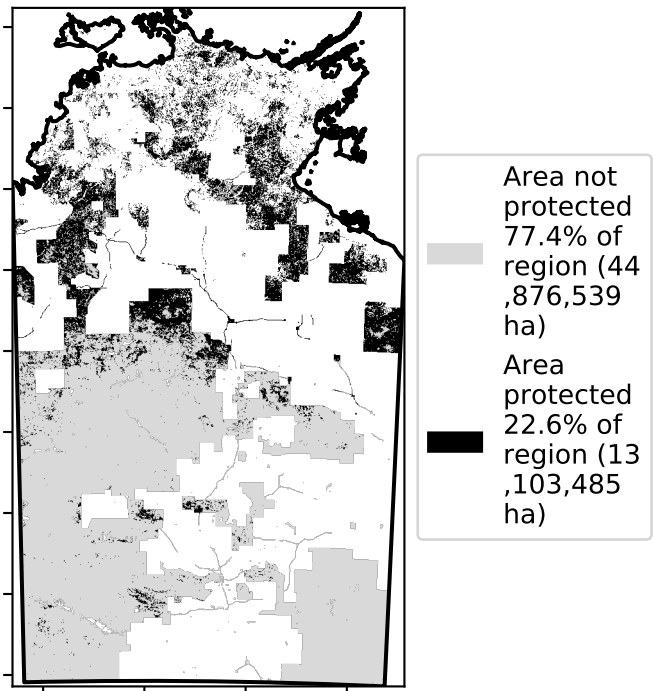 Area not
protected
77.4% of
region (44
,876,539
ha)
Area
protected
22.6% of
region (13
,103,485
ha)